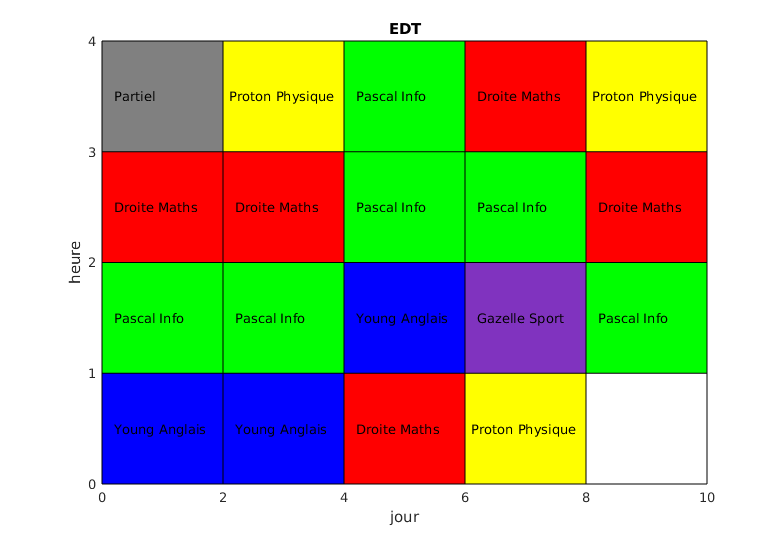 EDT
4
Partiel
Proton Physique
Pascal Info
Droite Maths
Proton Physique
3
Droite Maths
Droite Maths
Pascal Info
Pascal Info
Droite Maths
heure
2
Pascal Info
Pascal Info
Young Anglais
Gazelle Sport
Pascal Info
1
Young Anglais
Young Anglais
Droite Maths
Proton Physique
0
0 2 4 6 8 10
jour